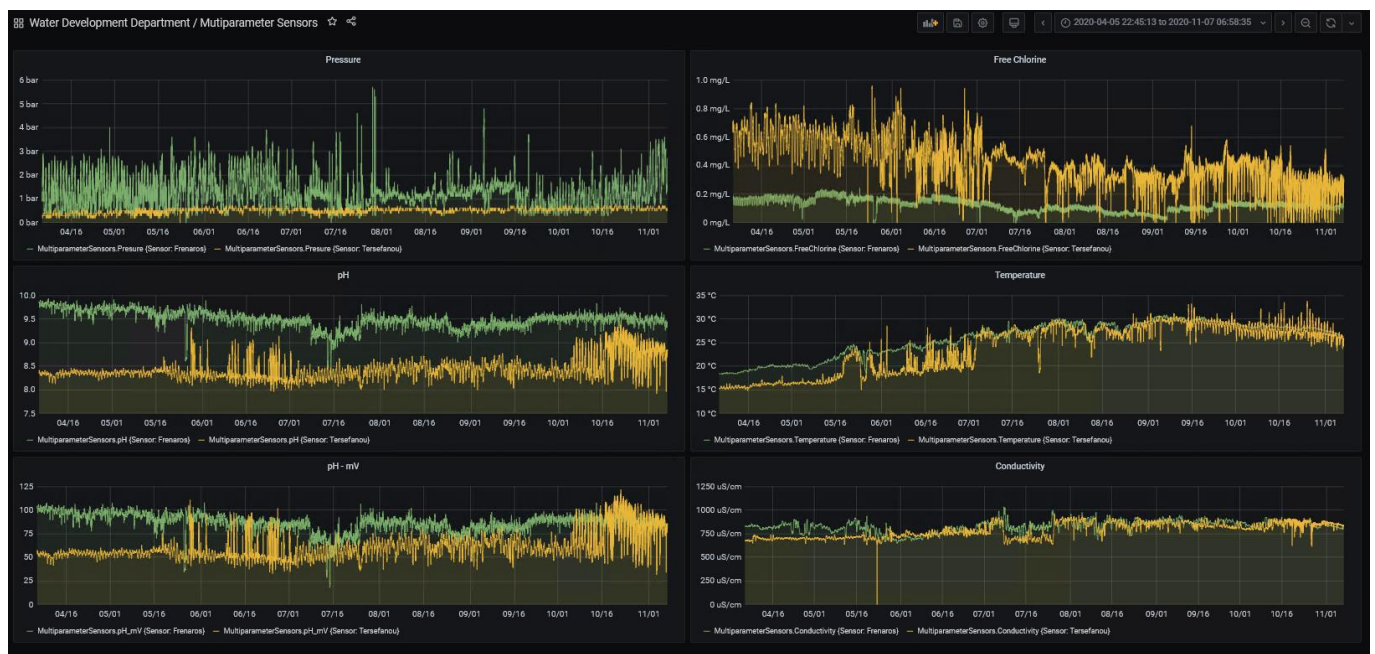 Water Development Department / Mutiparameter Sensors
2020-04-05 22:45:13 to 2020-11-07 06:58:35
Pressure
6 bar
5 bar
4 bar
3 bar
2 bar
1 bar
0 bar
04/16 05/01 05/16 06/01 06/16 07/01 07/16 08/01 08/16 09/01 09/16 10/01 10/16 11/01
MultiparameterSensors.Presure {Sensor: Frenaros} MultiparameterSensors.Presure {Sensor: Tersefanou}
Free Chlorine
1.0 mg/L
0.8 mg/L
0.6 mg/L
0.4 mg/L
0.2 mg/L
0 mg/L
04/16 05/01 05/16 06/01 06/16 07/01 07/16 08/01 08/16 09/01 09/16 10/01 10/16 11/01
MultiparameterSensors.FreeChlorine {Sensor: Frenaros} MultiparameterSensors.FreeChlorine {Sensor: Tersefanou}
pH
10.0
9.5
9.0
8.5
8.0
7.5
04/16 05/01 05/16 06/01 06/16 07/01 07/16 08/01 08/16 09/01 09/16 10/01 10/16 11/01
MultiparameterSensors.pH {Sensor: Frenaros} MultiparameterSensors.pH {Sensor: Tersefanou}
Temperature
35 °C
30 °C
25 °C
20 °C
15 °C
10 °C
04/16 05/01 05/16 06/01 06/16 07/01 07/16 08/01 08/16 09/01 09/16 10/01 10/16 11/01
MultiparameterSensors.Temperature {Sensor: Frenaros} MultiparameterSensors.Temperature {Sensor: Tersefanou}
pH - mV
125
100
75
50
25
0
04/16 05/01 05/16 06/01 06/16 07/01 07/16 08/01 08/16 09/01 09/16 10/01 10/16 11/01
MultiparameterSensors.pH_mV {Sensor: Frenaros} MultiparameterSensors.pH_mV {Sensor: Tersefanou}
Conductivity
1250 uS/cm
1000 uS/cm
750 uS/cm
500 uS/cm
250 uS/cm
0 uS/cm
04/16 05/01 05/16 06/01 06/16 07/01 07/16 08/01 08/16 09/01 09/16 10/01 10/16 11/01
MultiparameterSensors.Conductivity {Sensor: Frenaros} MultiparameterSensors.Conductivity {Sensor: Tersefanou}